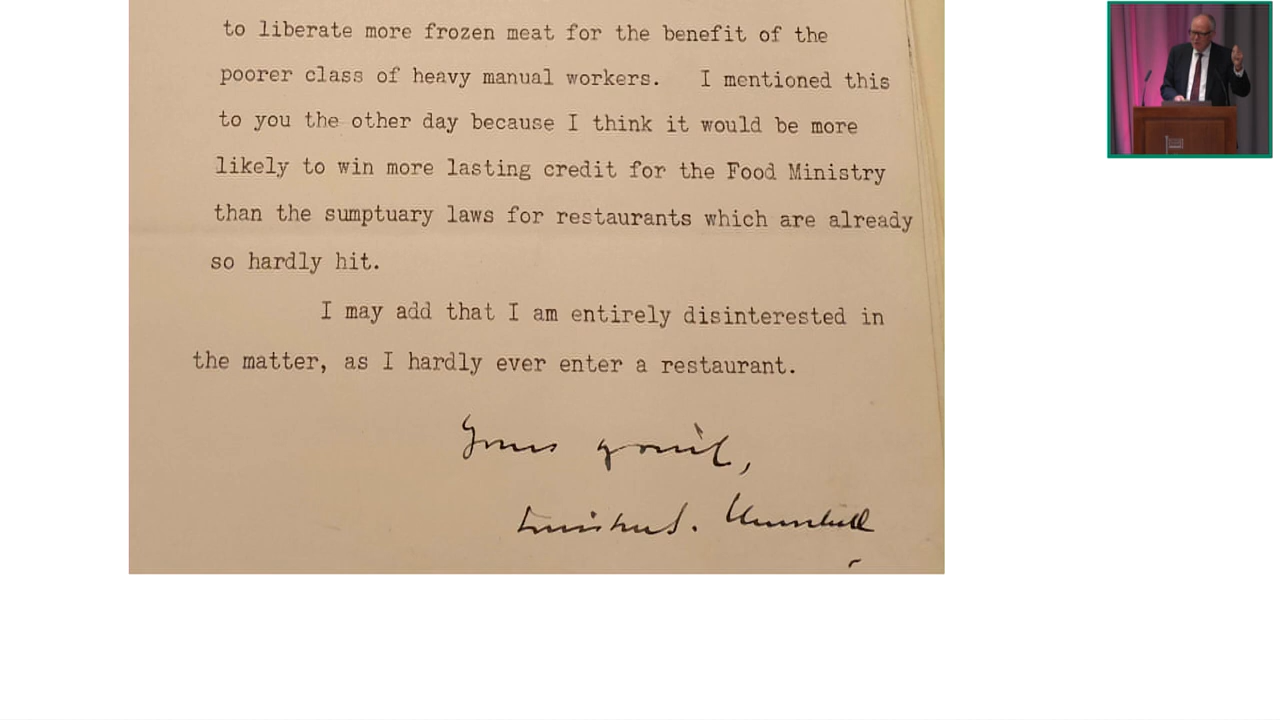 to liberate more frozen meat for the benefit of the
poorer class of heavy manual workers. I mentioned this
to you the other day because I think it would be more
likely to win more lasting credit for the Food Ministry
than the sumptuary laws for restaurants which are already
so hardly hit.
I may add that I am entirely disinterested in
the matter, as I hardly ever enter a restaurant.
Yours
Winston S. Churchill